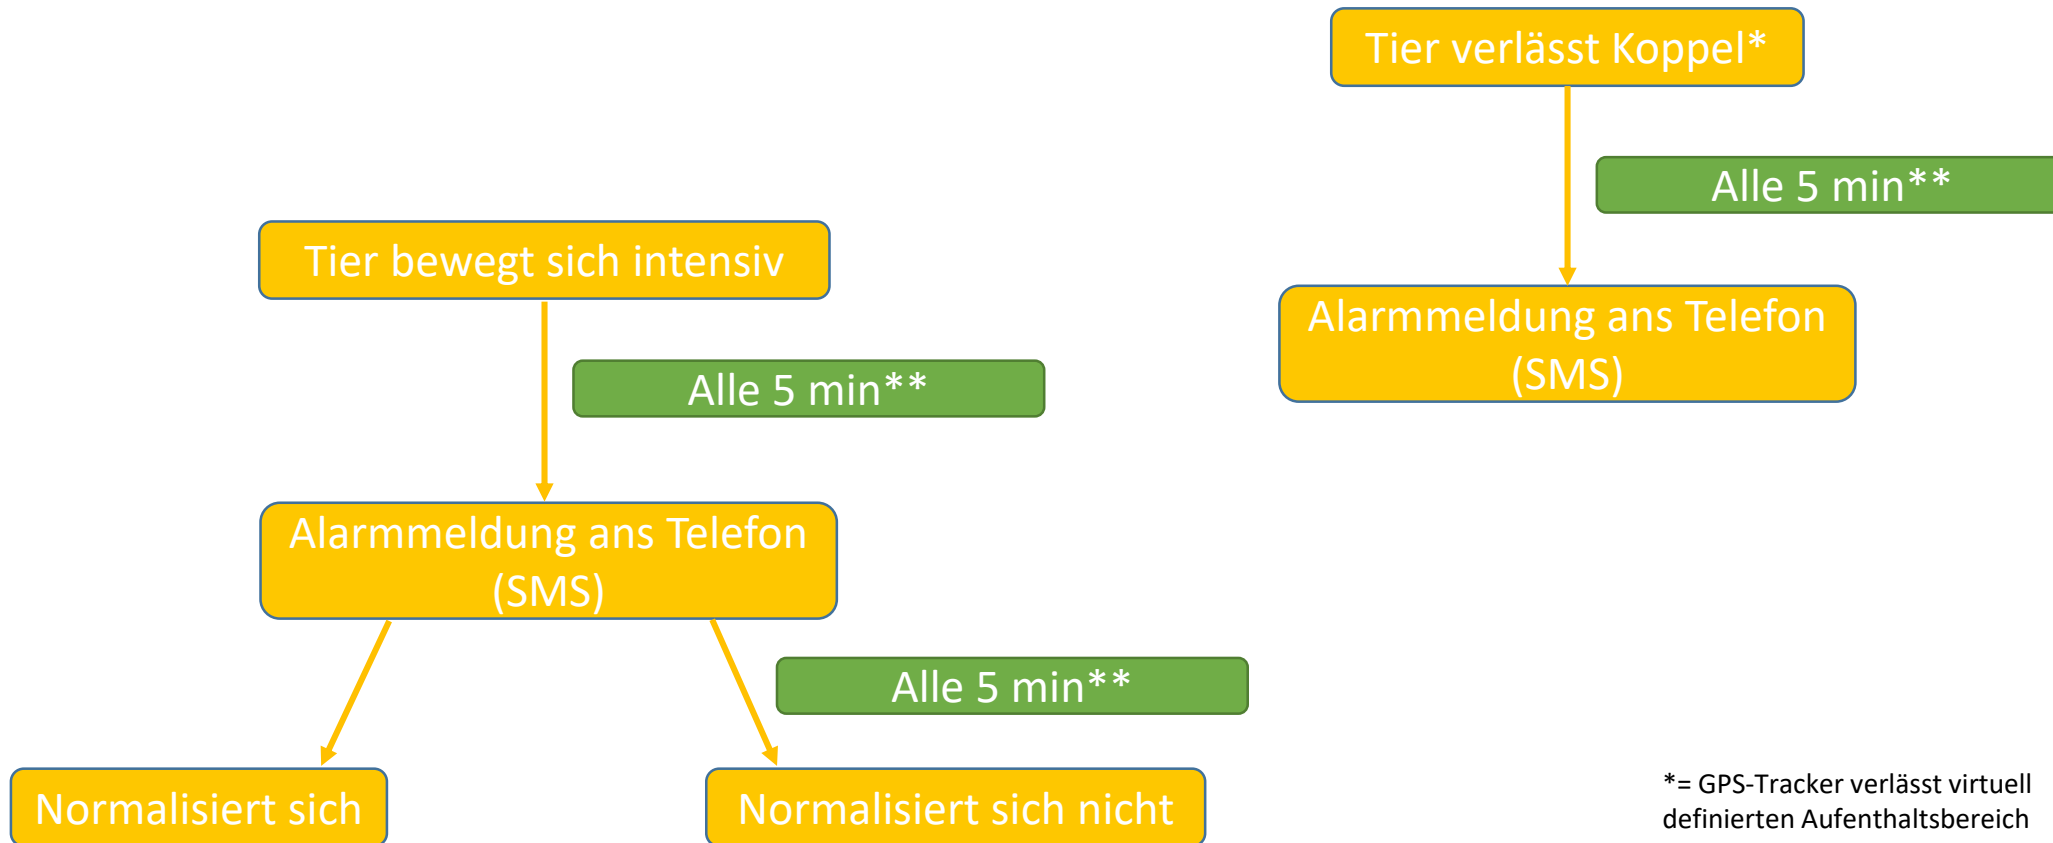 Tier verlässt Koppel*
Alle 5 min**
Alarmmeldung ans Telefon
(SMS)
Tier bewegt sich intensiv
Alle 5 min**
Alarmmeldung ans Telefon
(SMS)
Alle 5 min**
Normalisiert sich
Normalisiert sich nicht
*= GPS-Tracker verlässt virtuell
definierten Aufenthaltsbereich